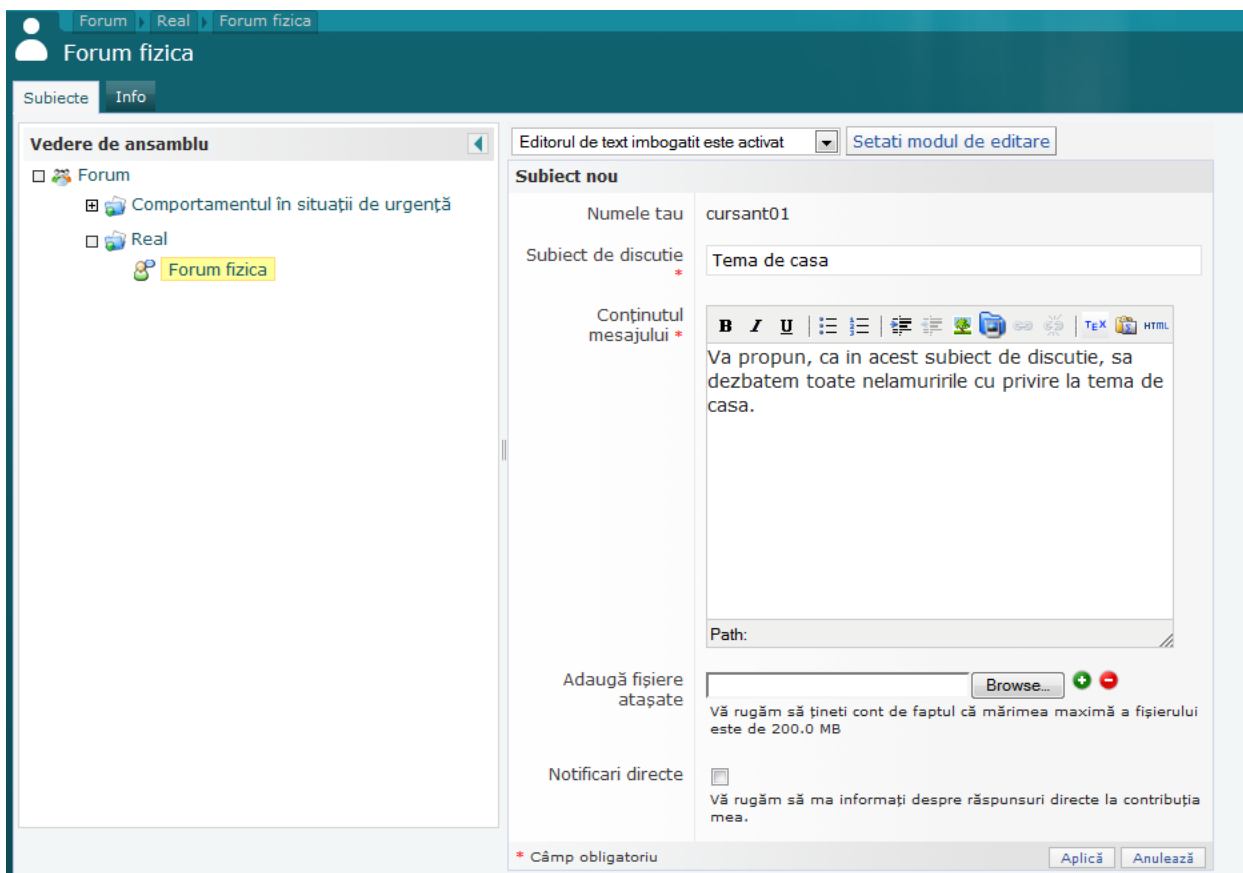 Forum Real Forum fizica
Forum fizica
Subiecte Info
Vedere de ansamblu
Forum
Comportamentul în situații de urgență
Real
Forum fizica
Editorul de text imbogatit este activat Setati modul de editare
Subiect nou
Numele tau cursant01
Subiect de discutie * Tema de casa
Conținutul
mesajului *
B I U TEX HTML
Va propun, ca in acest subiect de discutie, sa
dezbatem toate nelamuririle cu privire la tema de
casa.
Path:
Adaugă fișiere
atașate
Browse...
Vă rugăm să țineti cont de faptul că mărimea maximă a fișierului
este de 200.0 MB
Notificari directe
Vă rugăm să ma informați despre răspunsuri directe la contribuția
mea.
* Câmp obligatoriu Aplică Anulează